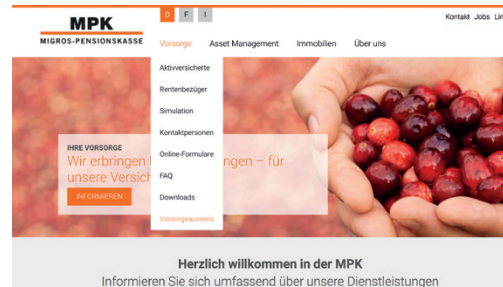 D F I
Kontakt Jobs
MPK
MIGROS-PENSIONSKASSE
Vorsorge Asset Management Immobilien Über uns
Aktivversicherte
Rentenbezüger
Simulation
Kontaktpersonen
Online-Formulare
FAQ
Downloads
Vorsorgeausweis
IHRE VORSORGE
Wir erbringen ngen – für
unsere Versich
INFORMIEREN
Herzlich willkommen in der MPK
Informieren Sie sich umfassend über unsere Dienstleistungen